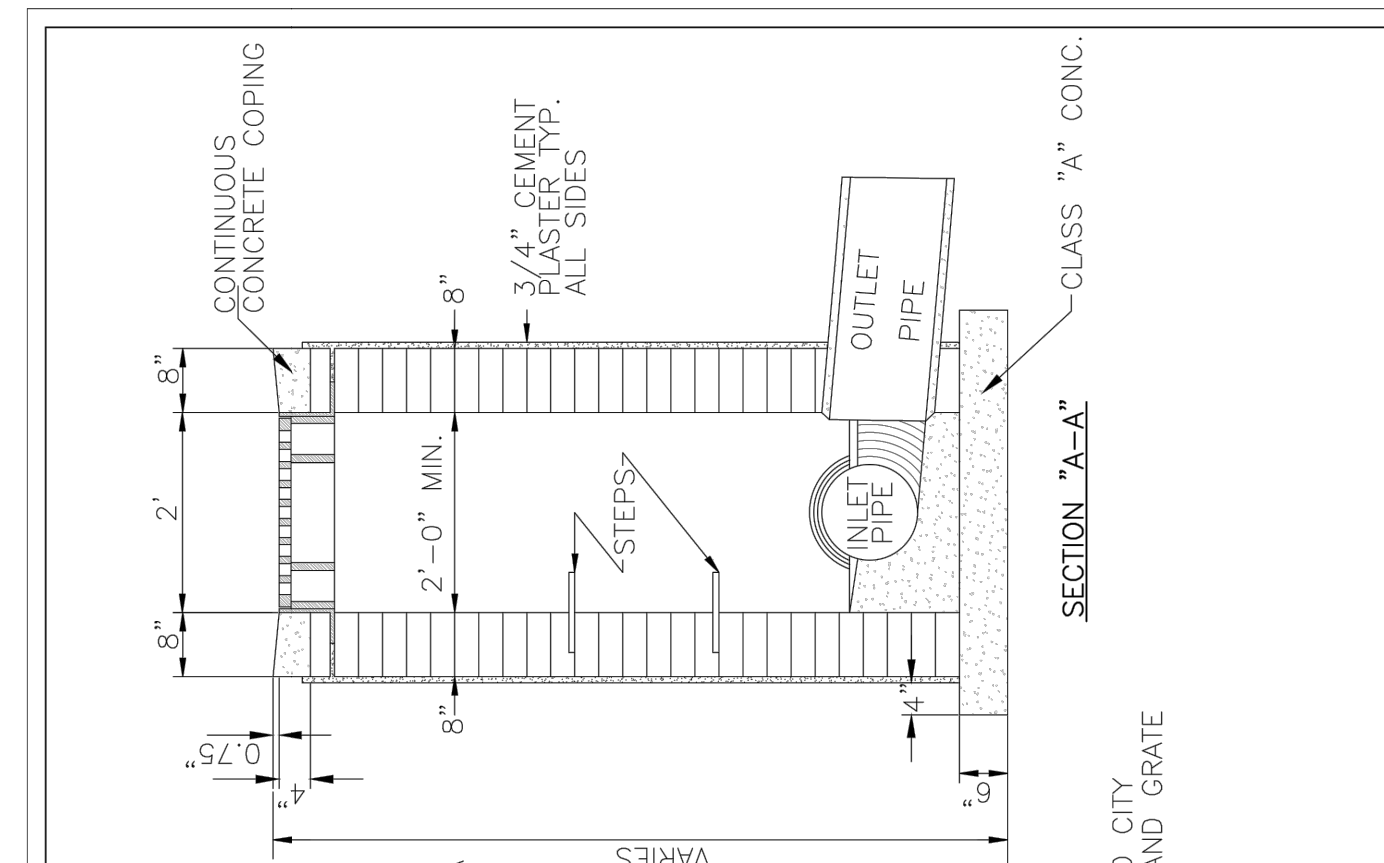 CONTINUOUS
CONCRETE COPING
3/4" CEMENT
PLASTER TYP.
ALL SIDES
CLASS "A" CONC.
8"
2'
8"
8"
2'-0" MIN.
8"
STEPS
OUTLET
PIPE
INLET
PIPE
0.75"
4"
4"
6"
VARIES
SECTION "A-A"
CITY
AND GRATE